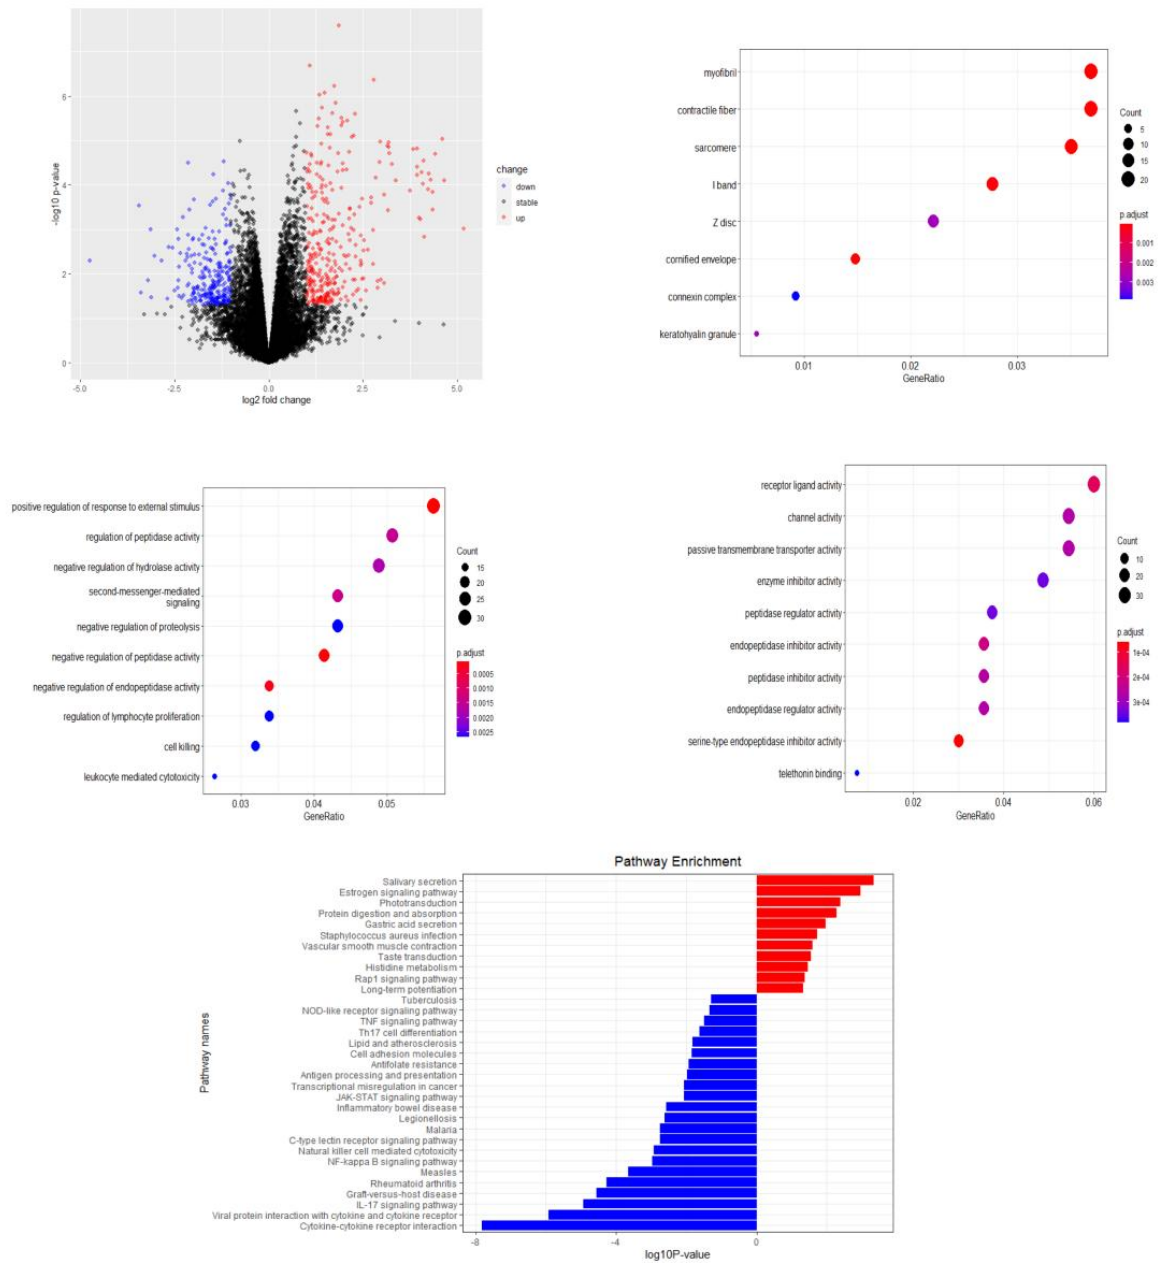 -log10 p-value
6
4
2
0
-5.0
-2.5
0.0
2.5
5.0
log2 fold change
change
down
stable
up
myofibril
contractile fiber
sarcomere
I band
Z disc
cornified envelope
connexin complex
keratohyalin granule
0.01
0.02
0.03
GeneRatio
Count
5
10
15
20
p.adjust
0.001
0.002
0.003
positive regulation of response to external stimulus
regulation of peptidase activity
negative regulation of hydrolase activity
second-messenger-mediated
signaling
negative regulation of proteolysis
negative regulation of peptidase activity
negative regulation of endopeptidase activity
regulation of lymphocyte proliferation
cell killing
leukocyte mediated cytotoxicity
0.03
0.04
0.05
GeneRatio
Count
15
20
25
30
p.adjust
0.0005
0.0010
0.0015
0.0020
0.0025
receptor ligand activity
channel activity
passive transmembrane transporter activity
enzyme inhibitor activity
peptidase regulator activity
endopeptidase inhibitor activity
peptidase inhibitor activity
endopeptidase regulator activity
serine-type endopeptidase inhibitor activity
telethonin binding
0.02
0.04
0.06
GeneRatio
Count
10
20
30
p.adjust
1e-04
2e-04
3e-04
Pathway Enrichment
Pathway names
Salivary secretion
Estrogen signaling pathway
Phototransduction
Protein digestion and absorption
Gastric acid secretion
Staphylococcus aureus infection
Vascular smooth muscle contraction
Taste transduction
Histidine metabolism
Rap1 signaling pathway
Long-term potentiation
Tuberculosis
NOD-like receptor signaling pathway
TNF signaling pathway
Th17 cell differentiation
Lipid and atherosclerosis
Cell adhesion molecules
Antifolate resistance
Antigen processing and presentation
Transcriptional misregulation in cancer
JAK-STAT signaling pathway
Inflammatory bowel disease
Legionellosis
Malaria
C-type lectin receptor signaling pathway
Natural killer cell mediated cytotoxicity
NF-kappa B signaling pathway
Measles
Rheumatoid arthritis
Graft-versus-host disease
IL-17 signaling pathway
Viral protein interaction with cytokine and cytokine receptor
Cytokine-cytokine receptor interaction
-8
-4
0
log10P-value